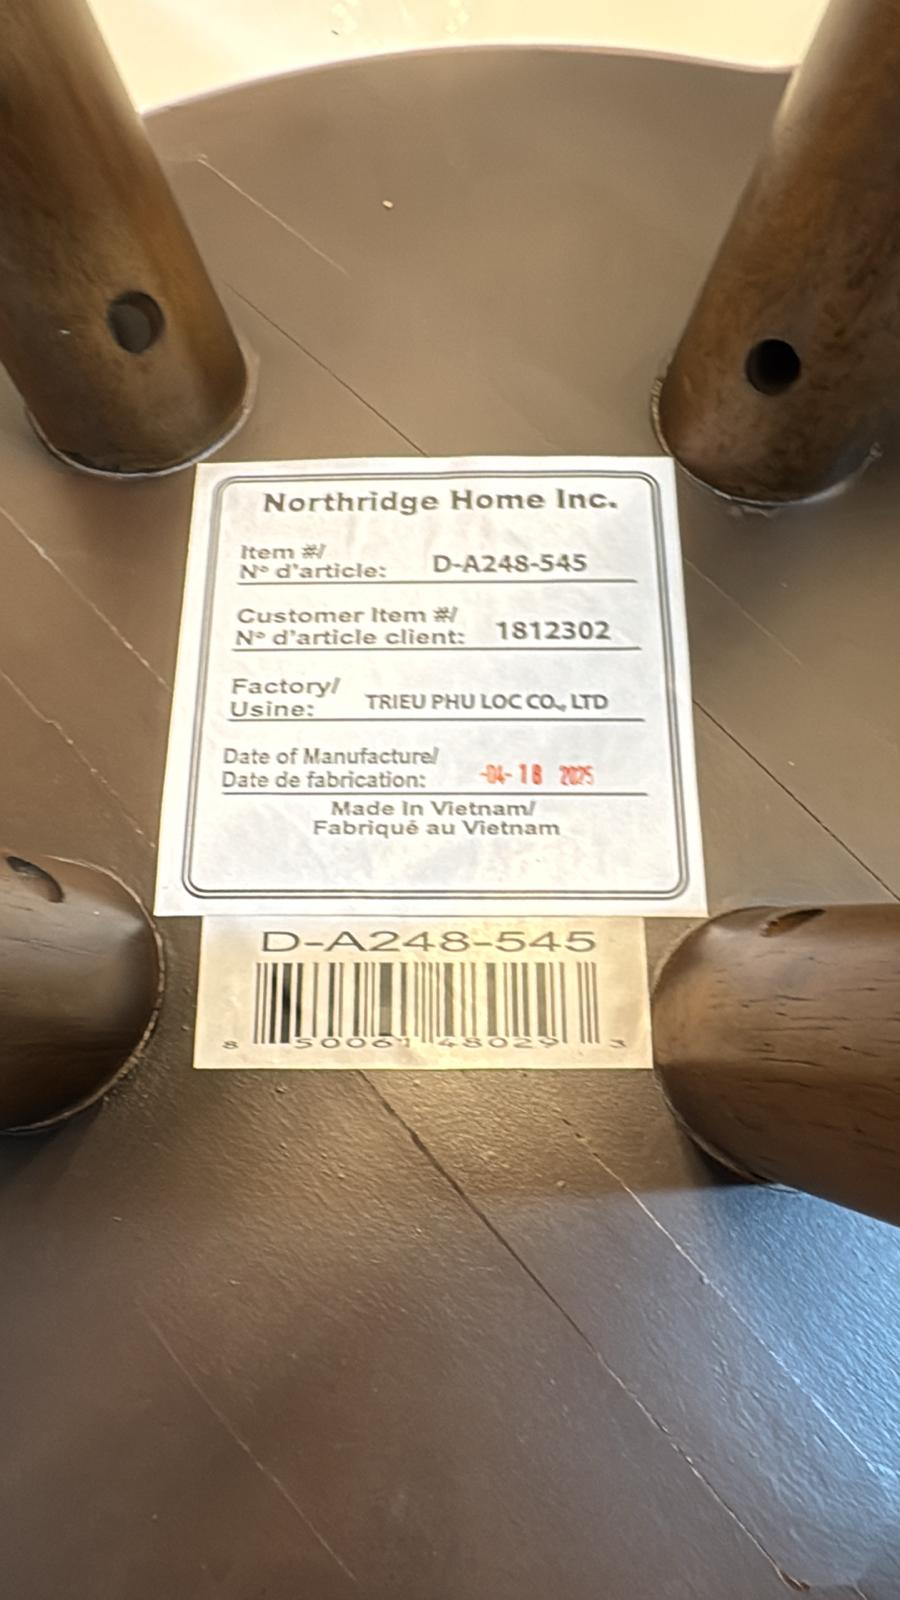 Northridge Home Inc.
Item #/
N° d'article: D-A248-545
Customer Item #/
N° d'article client: 1812302
Factory/
Usine: TRIEU PHU LOC CO., LTD
Date of Manufacture/
Date de fabrication: -04- 18 2025
Made In Vietnam/
Fabriqué au Vietnam
D-A248-545
8 50061 48029 3